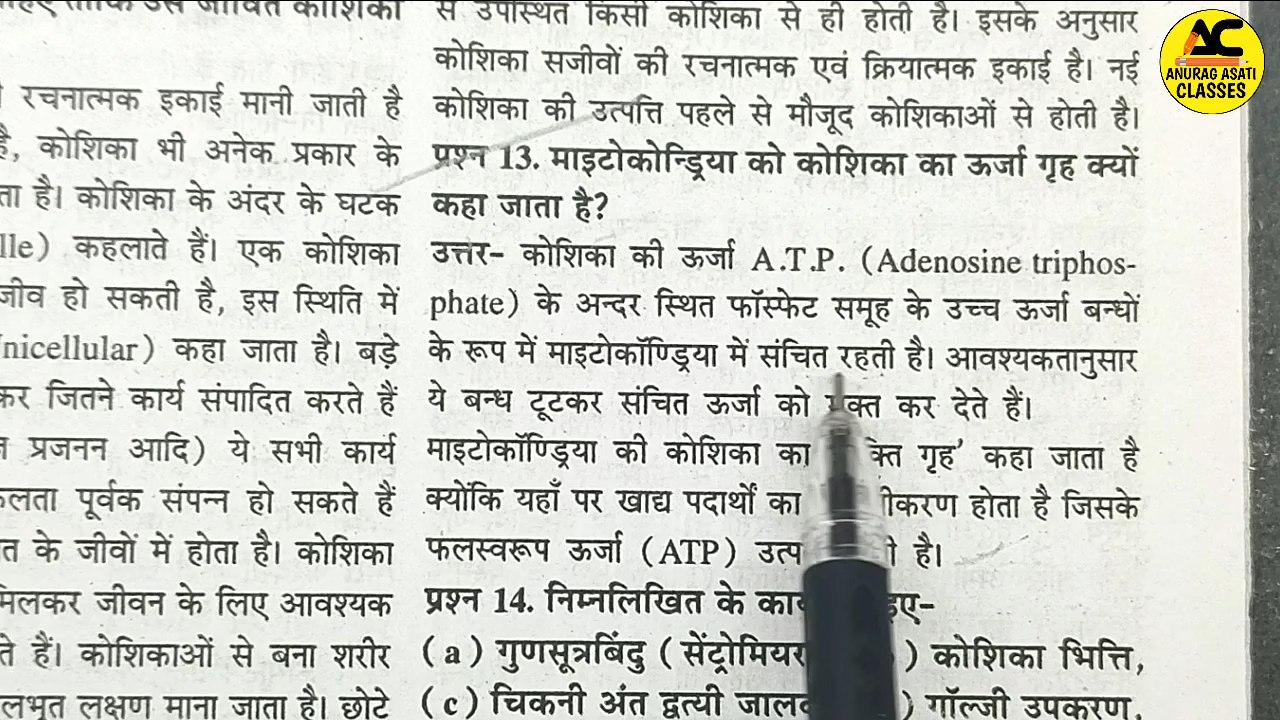 जीवित कोशिका
रचनात्मक इकाई मानी जाती है
है, कोशिका भी अनेक प्रकार के
ता है। कोशिका के अंदर के घटक
lle) कहलाते हैं। एक कोशिका
जीव हो सकती है, इस स्थिति में
nicellular) कहा जाता है। बड़े
कर जितने कार्य संपादित करते हैं
प्रजनन आदि) ये सभी कार्य
लता पूर्वक संपन्न हो सकते हैं
त के जीवों में होता है। कोशिका
मिलकर जीवन के लिए आवश्यक
ते हैं। कोशिकाओं से बना शरीर
लभूत लक्षण माना जाता है। छोटे
से उपस्थित किसी कोशिका से ही होती है। इसके अनुसार
कोशिका सजीवों की रचनात्मक एवं क्रियात्मक इकाई है। नई
कोशिका की उत्पत्ति पहले से मौजूद कोशिकाओं से होती है।
प्रश्न 13. माइटोकोन्ड्रिया को कोशिका का ऊर्जा गृह क्यों
कहा जाता है?
उत्तर- कोशिका की ऊर्जा A.T.P. (Adenosine triphos-
phate) के अन्दर स्थित फॉस्फेट समूह के उच्च ऊर्जा बन्धों
के रूप में माइटोकॉण्ड्रिया में संचित रहती है। आवश्यकतानुसार
ये बन्ध टूटकर संचित ऊर्जा को कर देते हैं।
माइटोकॉण्ड्रिया की कोशिका का गृह' कहा जाता है
क्योंकि यहाँ पर खाद्य पदार्थों का होता है जिसके
फलस्वरूप ऊर्जा (ATP) है।
प्रश्न 14. निम्नलिखित के
(a) गुणसूत्रबिंदु (सेंट्रोमियर ) कोशिका भित्ति,
(c) चिकनी अंत द्रव्यी ) गॉल्जी उपकरण,
AC
ANURAG ASATI
CLASSES